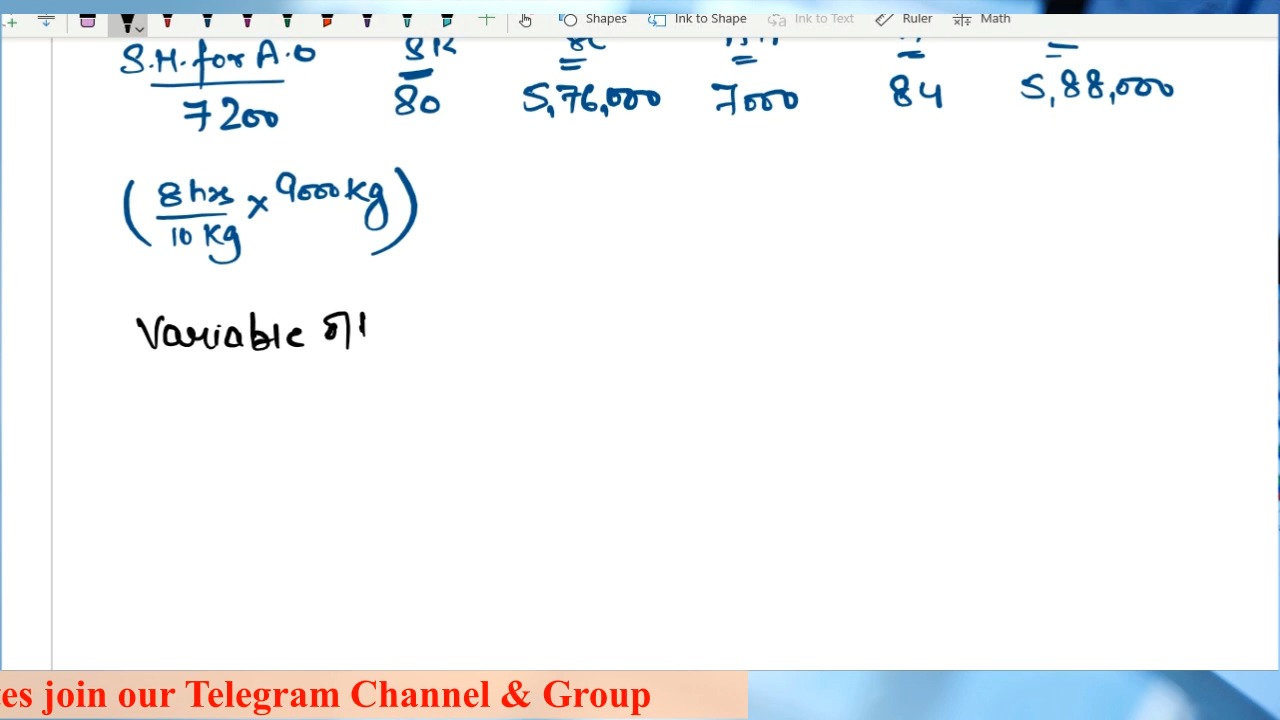 Shapes Ink to Shape Ink to Text Ruler Math
S.H. for A.O SR
7200 80 5,76,000 7000 84 5,88,000
(8 hrs / 10 Kg × 9000 Kg)
Variable
es join our Telegram Channel & Group